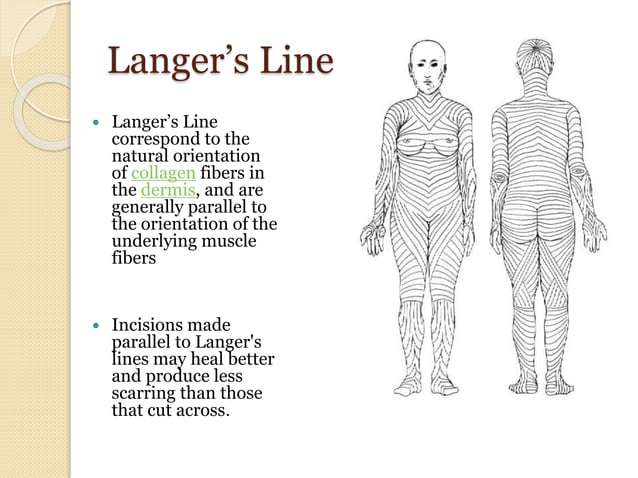 Langer’s Line
Langer’s Line
correspond to the
natural orientation
of collagen fibers in
the dermis, and are
generally parallel to
the orientation of the
underlying muscle
fibers
Incisions made
parallel to Langer's
lines may heal better
and produce less
scarring than those
that cut across.